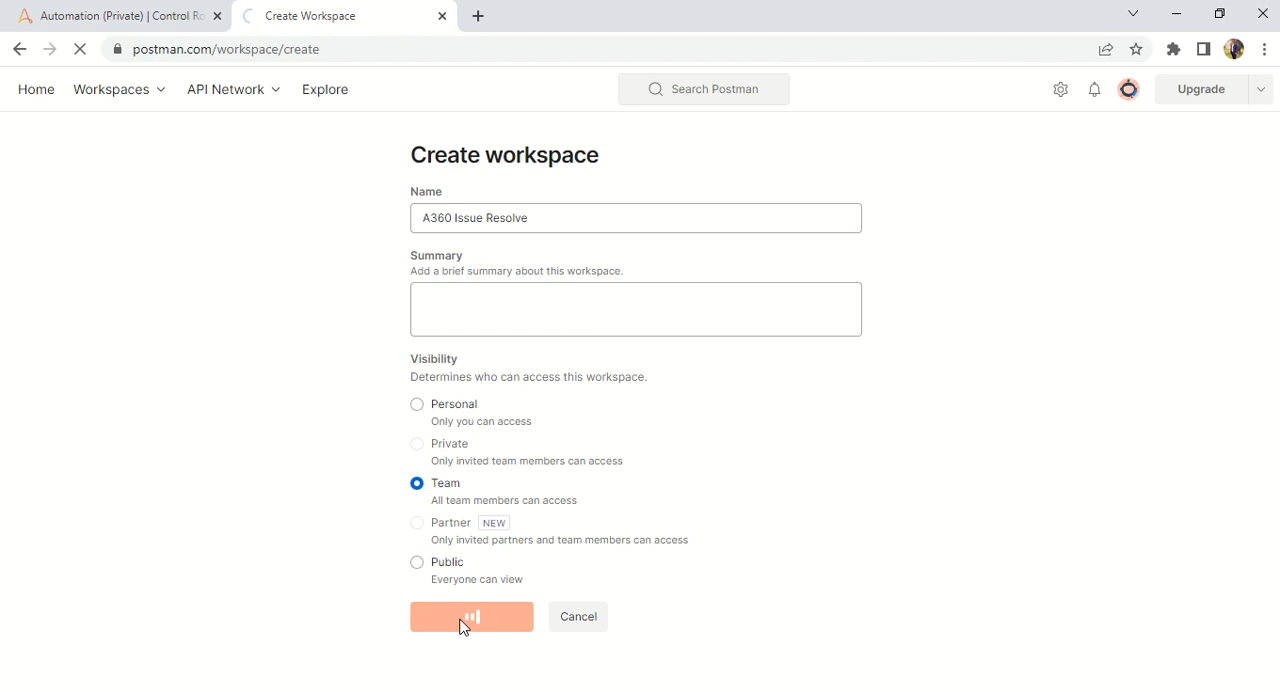 Automation (Private) | Control Ro
Create Workspace
postman.com/workspace/create
Home Workspaces API Network Explore Search Postman Upgrade
Create workspace
Name
A360 Issue Resolve
Summary
Add a brief summary about this workspace.
Visibility
Determines who can access this workspace.
Personal
Only you can access
Private
Only invited team members can access
Team
All team members can access
Partner NEW
Only invited partners and team members can access
Public
Everyone can view
Cancel